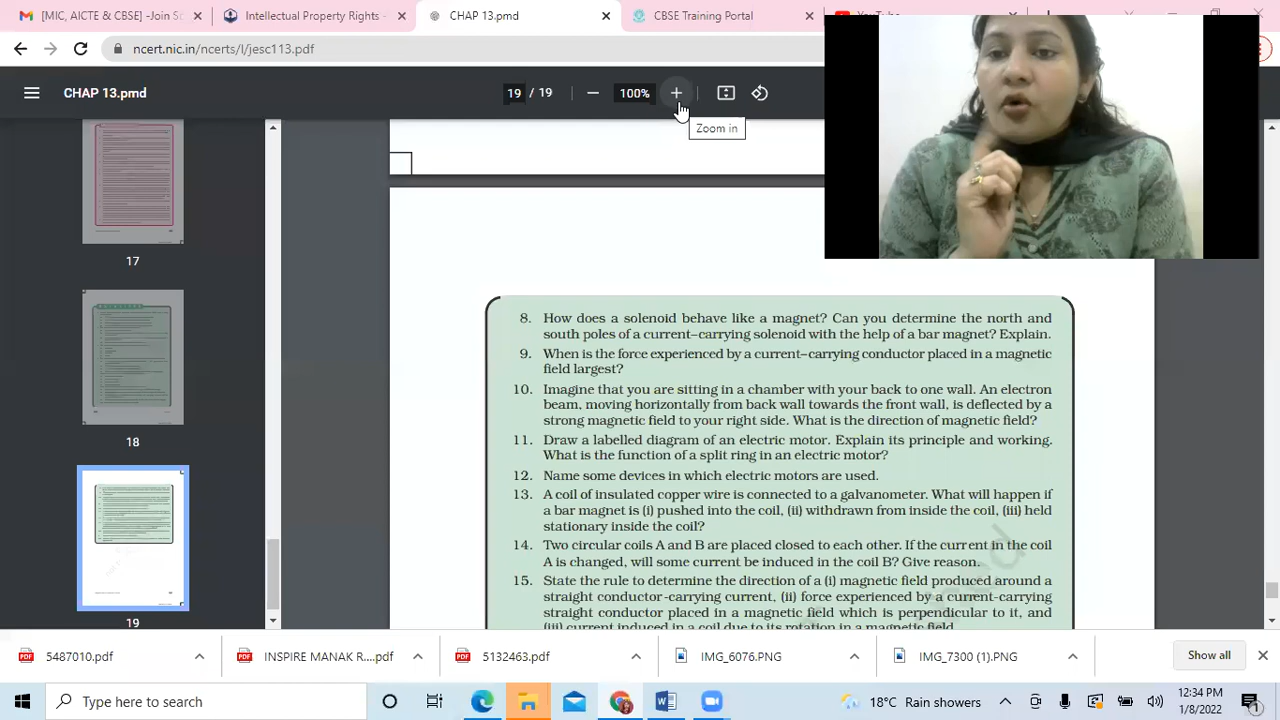 [MIC, AICTE & CBSE] Intellectual
Intellectual Property Rights -
CHAP 13.pmd
CBSE Training Portal
ncert.nic.in/ncerts/l/jesc113.pdf
CHAP 13.pmd
19 / 19
100%
Zoom in
17
18
19
8. How does a solenoid behave like a magnet? Can you determine the north and
south poles of a current–carrying solenoid with the help of a bar magnet? Explain.
9. When is the force experienced by a current–carrying conductor placed in a magnetic
field largest?
10. Imagine that you are sitting in a chamber with your back to one wall. An electron
beam, moving horizontally from back wall towards the front wall, is deflected by a
strong magnetic field to your right side. What is the direction of magnetic field?
11. Draw a labelled diagram of an electric motor. Explain its principle and working.
What is the function of a split ring in an electric motor?
12. Name some devices in which electric motors are used.
13. A coil of insulated copper wire is connected to a galvanometer. What will happen if
a bar magnet is (i) pushed into the coil, (ii) withdrawn from inside the coil, (iii) held
stationary inside the coil?
14. Two circular coils A and B are placed closed to each other. If the current in the coil
A is changed, will some current be induced in the coil B? Give reason.
15. State the rule to determine the direction of a (i) magnetic field produced around a
straight conductor-carrying current, (ii) force experienced by a current-carrying
straight conductor placed in a magnetic field which is perpendicular to it, and
(iii) current induced in a coil due to its rotation in a magnetic field.
5487010.pdf
INSPIRE MANAK R....pdf
5132463.pdf
IMG_6076.PNG
IMG_7300 (1).PNG
Show all
Type here to search
18°C Rain showers
12:34 PM
1/8/2022